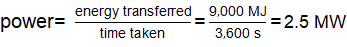 power= energy transferred / time taken = 9,000 MJ / 3,600 s = 2.5 MW